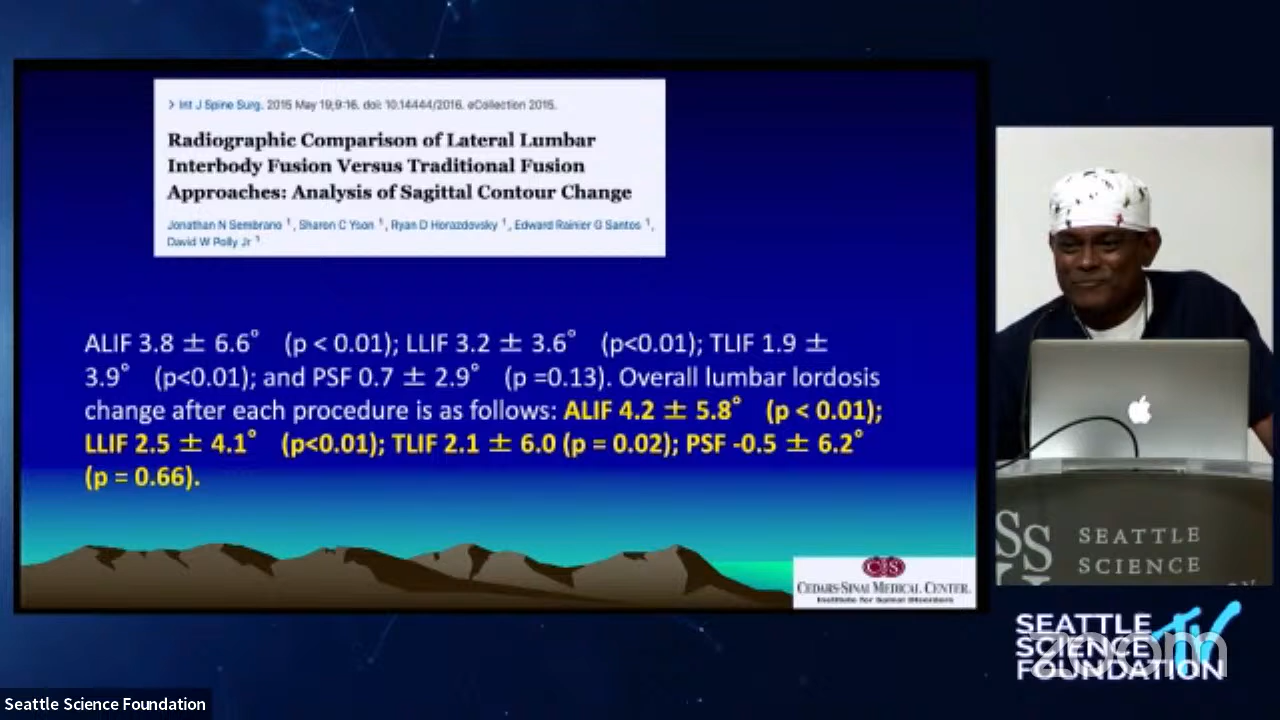 > Int J Spine Surg. 2015 May 19;9:16. doi: 10.14444/2016. eCollection 2015.
Radiographic Comparison of Lateral Lumbar
Interbody Fusion Versus Traditional Fusion
Approaches: Analysis of Sagittal Contour Change
Jonathan N Sembrano ¹, Sharon C Yson ¹, Ryan D Horazdovsky ¹, Edward Rainier G Santos ¹,
David W Polly Jr ¹
ALIF 3.8 ± 6.6° (p < 0.01); LLIF 3.2 ± 3.6° (p<0.01); TLIF 1.9 ±
3.9° (p<0.01); and PSF 0.7 ± 2.9° (p =0.13). Overall lumbar lordosis
change after each procedure is as follows: ALIF 4.2 ± 5.8° (p < 0.01);
LLIF 2.5 ± 4.1° (p<0.01); TLIF 2.1 ± 6.0 (p = 0.02); PSF -0.5 ± 6.2°
(p = 0.66).
CEDARS-SINAI MEDICAL CENTER.
Institute for Spinal Disorders
SEATTLE
SCIENCE
SEATTLE
SCIENCE TV
FOUNDATION
zoom
Seattle Science Foundation